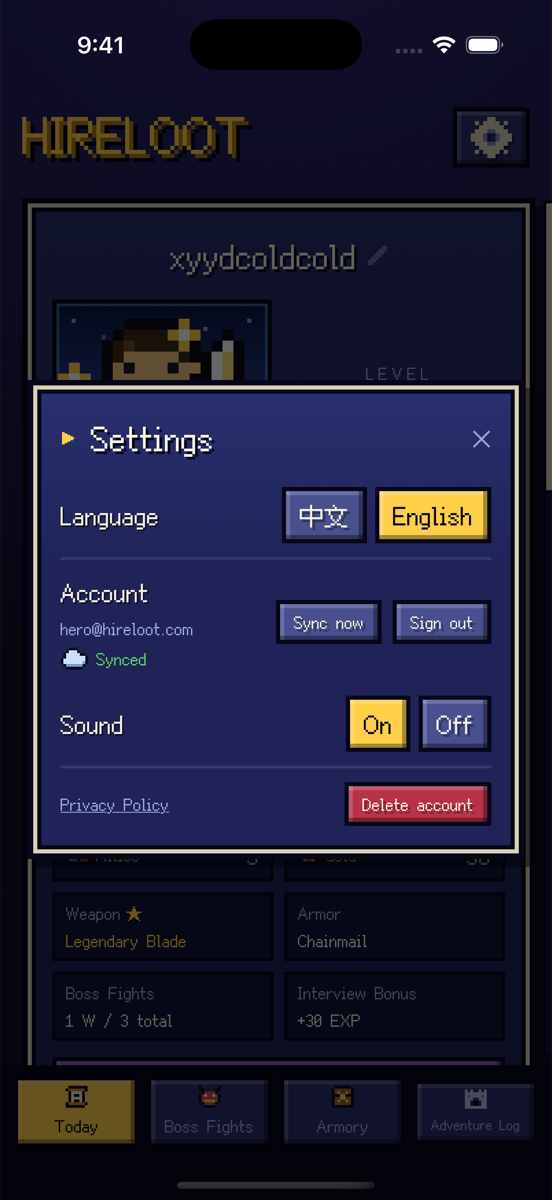 9:41
HIRELOOT
xyydcoldcold
LEVEL
Settings
Language
中文
English
Account
hero@hireloot.com
Synced
Sync now
Sign out
Sound
On
Off
Privacy Policy
Delete account
Weapon
Legendary Blade
Armor
Chainmail
Boss Fights
1 W / 3 total
Interview Bonus
+30 EXP
Today
Boss Fights
Armory
Adventure Log